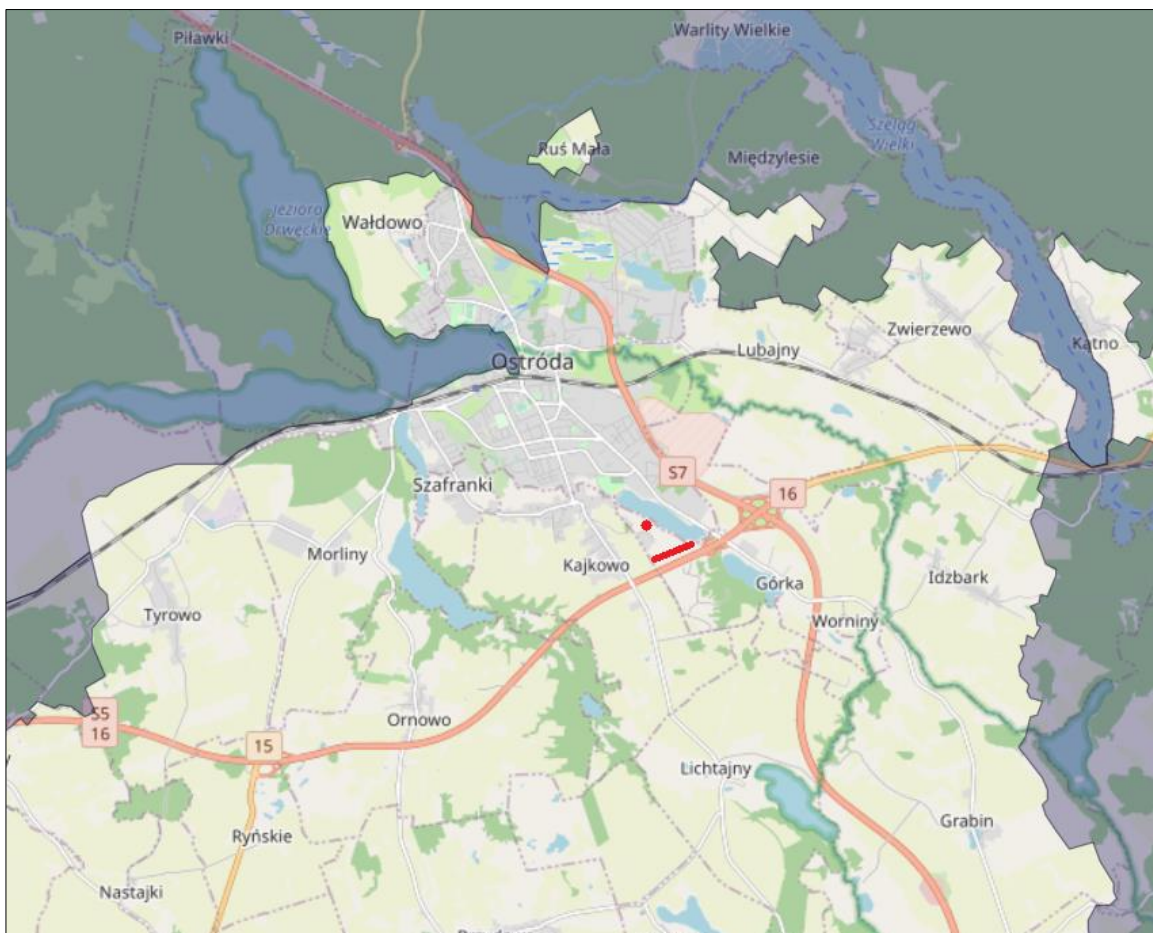 Piławki
Warlity Wielkie
Szeląg
Wielki
Ruś Mała
Międzylesie
Jezioro
Drwęckie
Wałdowo
Zwierzewo
Kątno
Lubajny
Ostróda
S7
16
Szafranki
Morliny
Kajkowo
Górka
Idzbark
Tyrowo
Worniny
S5
16
Ornowo
15
Lichtajny
Grabin
Ryńskie
Nastajki